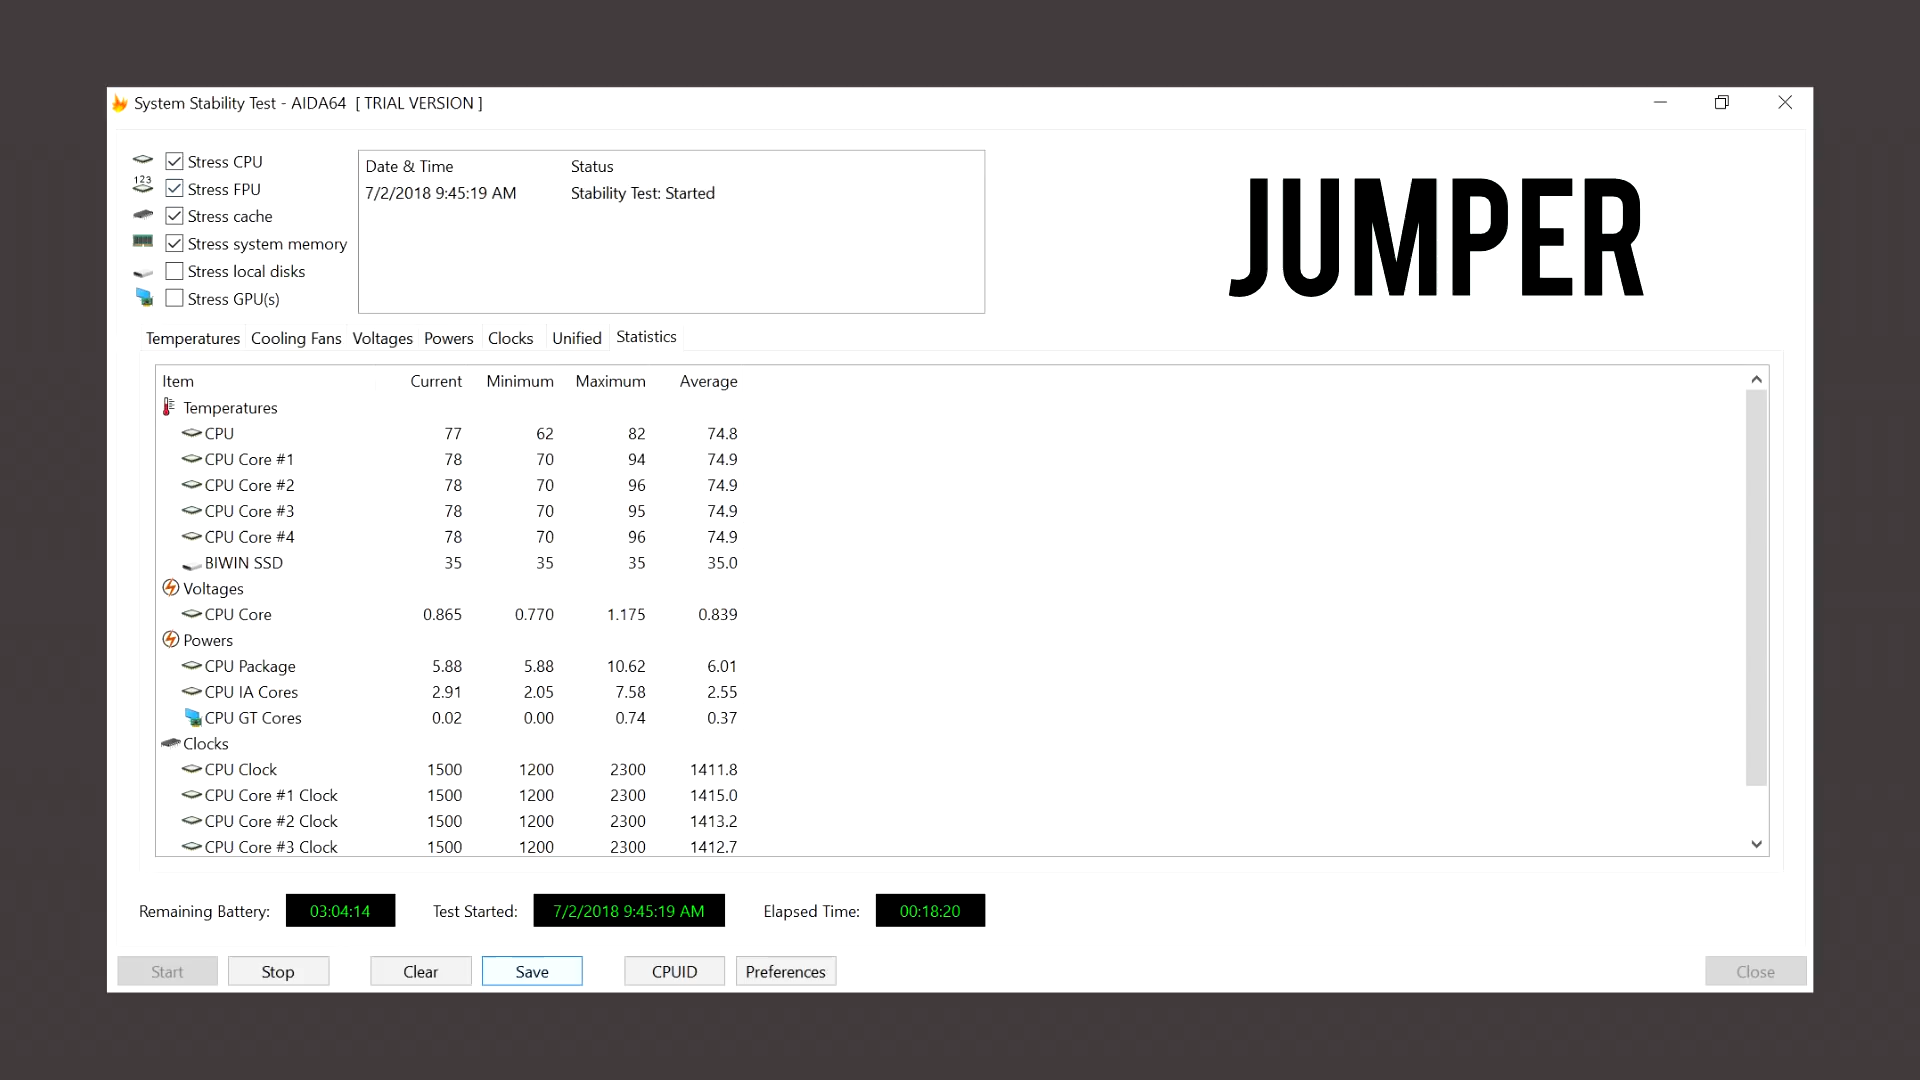 System Stability Test - AIDA64 [ TRIAL VERSION ]
Stress CPU
123
Stress FPU
Stress cache
Stress system memory
Stress local disks
Stress GPU(s)
Date & Time Status
7/2/2018 9:45:19 AM Stability Test: Started
JUMPER
Temperatures Cooling Fans Voltages Powers Clocks Unified Statistics
Item Current Minimum Maximum Average
Temperatures
CPU 77 62 82 74.8
CPU Core #1 78 70 94 74.9
CPU Core #2 78 70 96 74.9
CPU Core #3 78 70 95 74.9
CPU Core #4 78 70 96 74.9
BIWIN SSD 35 35 35 35.0
Voltages
CPU Core 0.865 0.770 1.175 0.839
Powers
CPU Package 5.88 5.88 10.62 6.01
CPU IA Cores 2.91 2.05 7.58 2.55
CPU GT Cores 0.02 0.00 0.74 0.37
Clocks
CPU Clock 1500 1200 2300 1411.8
CPU Core #1 Clock 1500 1200 2300 1415.0
CPU Core #2 Clock 1500 1200 2300 1413.2
CPU Core #3 Clock 1500 1200 2300 1412.7
Remaining Battery: 03:04:14 Test Started: 7/2/2018 9:45:19 AM Elapsed Time: 00:18:20
Start Stop Clear Save CPUID Preferences Close